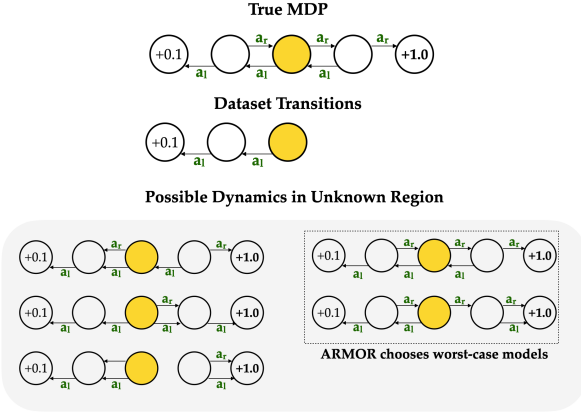 True MDP
aᵣ aᵣ aᵣ
+0.1 +1.0
aₗ aₗ aₗ
Dataset Transitions
+0.1
aₗ aₗ
Possible Dynamics in Unknown Region
aᵣ aᵣ
+0.1 +1.0
aₗ aₗ aₗ
aᵣ
+0.1 +1.0
aₗ aₗ aₗ aₗ
aᵣ
+0.1 +1.0
aₗ aₗ aₗ
aᵣ aᵣ aᵣ
+0.1 +1.0
aₗ aₗ aₗ
aᵣ aᵣ aᵣ
+0.1 +1.0
aₗ aₗ aₗ
ARMOR chooses worst-case models